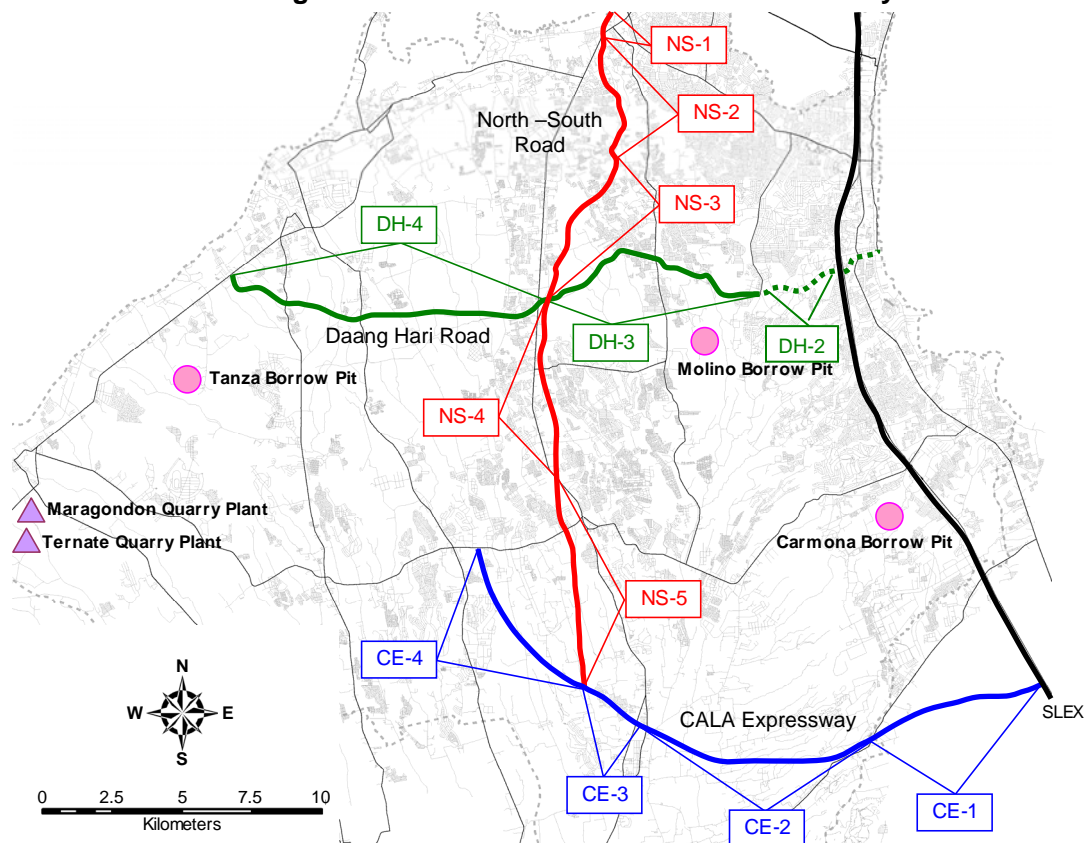 NS-1
NS-2
North –South
Road
NS-3
DH-4
DH-3
DH-2
Daang Hari Road
Molino Borrow Pit
Tanza Borrow Pit
NS-4
Maragondon Quarry Plant
Ternate Quarry Plant
Carmona Borrow Pit
NS-5
CE-4
N
W
E
S
CALA Expressway
SLEX
CE-3
CE-2
CE-1
0 2.5 5 7.5 10
Kilometers